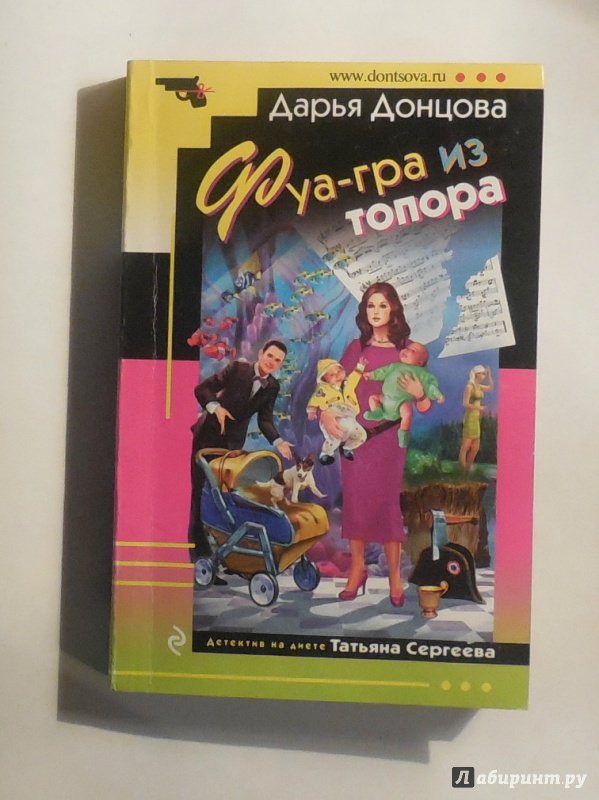 www.dontsova.ru
Дарья Донцова
Фуа-гра из
топора
Детектив на диете Татьяна Сергеева
Лабиринт.ру